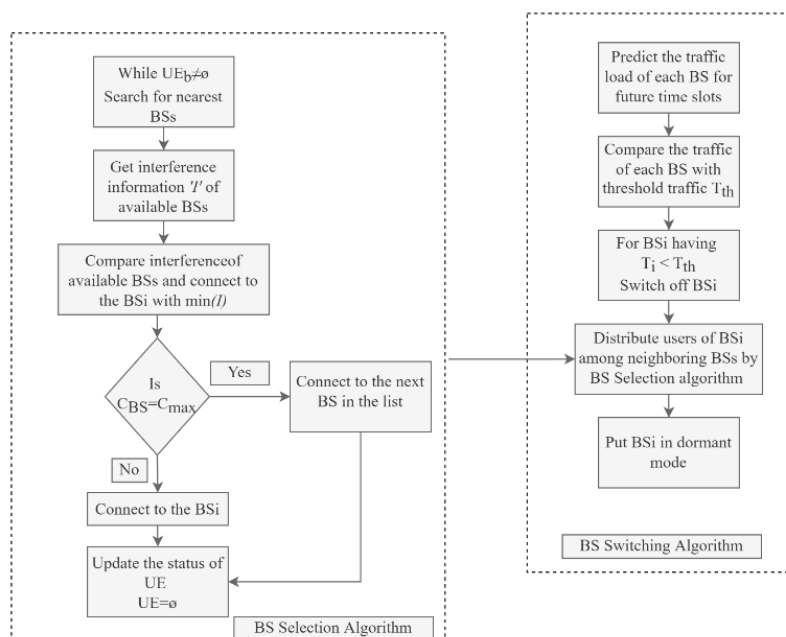 While UEb≠ø
Search for nearest
BSs
Get interference
information 'I' of
available BSs
Compare interferenceof
available BSs and connect to
the BSi with min(I)
Is
CBS=Cmax
Yes
Connect to the next
BS in the list
No
Connect to the BSi
Update the status of
UE
UE=ø
BS Selection Algorithm
Predict the traffic
load of each BS for
future time slots
Compare the traffic
of each BS with
threshold traffic Tth
For BSi having
Ti < Tth
Switch off BSi
Distribute users of BSi
among neighboring BSs by
BS Selection algorithm
Put BSi in dormant
mode
BS Switching Algorithm